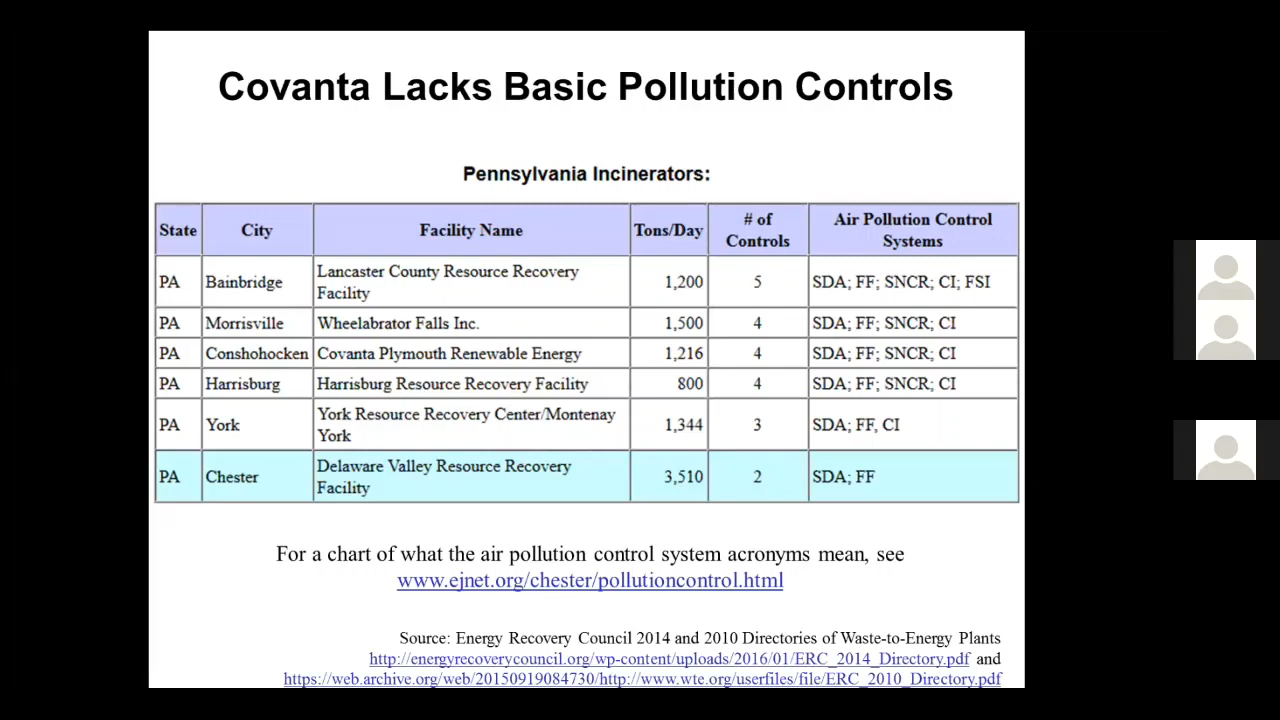 Covanta Lacks Basic Pollution Controls
Pennsylvania Incinerators:
State City Facility Name Tons/Day # of Controls Air Pollution Control Systems
PA Bainbridge Lancaster County Resource Recovery Facility 1,200 5 SDA; FF; SNCR; CI; FSI
PA Morrisville Wheelabrator Falls Inc. 1,500 4 SDA; FF; SNCR; CI
PA Conshohocken Covanta Plymouth Renewable Energy 1,216 4 SDA; FF; SNCR; CI
PA Harrisburg Harrisburg Resource Recovery Facility 800 4 SDA; FF; SNCR; CI
PA York York Resource Recovery Center/Montenay York 1,344 3 SDA; FF, CI
PA Chester Delaware Valley Resource Recovery Facility 3,510 2 SDA; FF
For a chart of what the air pollution control system acronyms mean, see
www.ejnet.org/chester/pollutioncontrol.html
Source: Energy Recovery Council 2014 and 2010 Directories of Waste-to-Energy Plants
http://energyrecoverycouncil.org/wp-content/uploads/2016/01/ERC_2014_Directory.pdf and
https://web.archive.org/web/20150919084730/http://www.wte.org/userfiles/file/ERC_2010_Directory.pdf